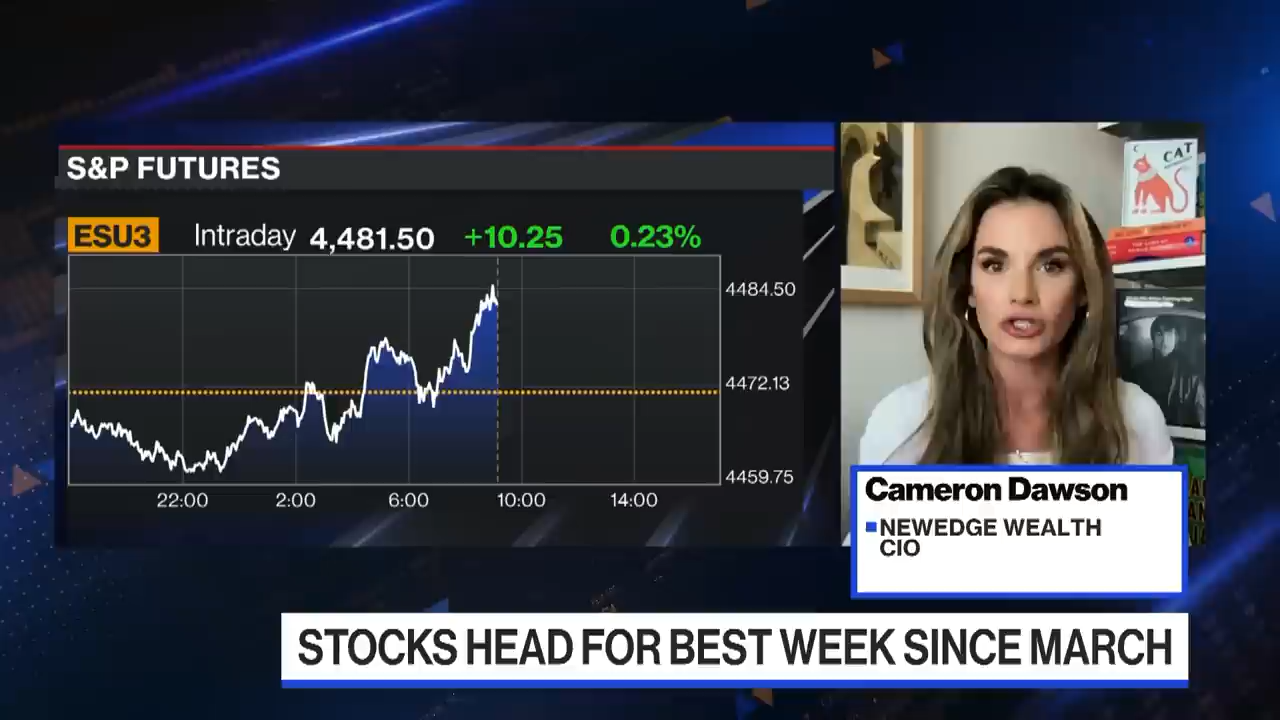 S&P FUTURES
ESU3 Intraday 4,481.50 +10.25 0.23%
4484.50
4472.13
4459.75
22:00 2:00 6:00 10:00 14:00
C CAT
Cameron Dawson
NEWEDGE WEALTH
CIO
STOCKS HEAD FOR BEST WEEK SINCE MARCH